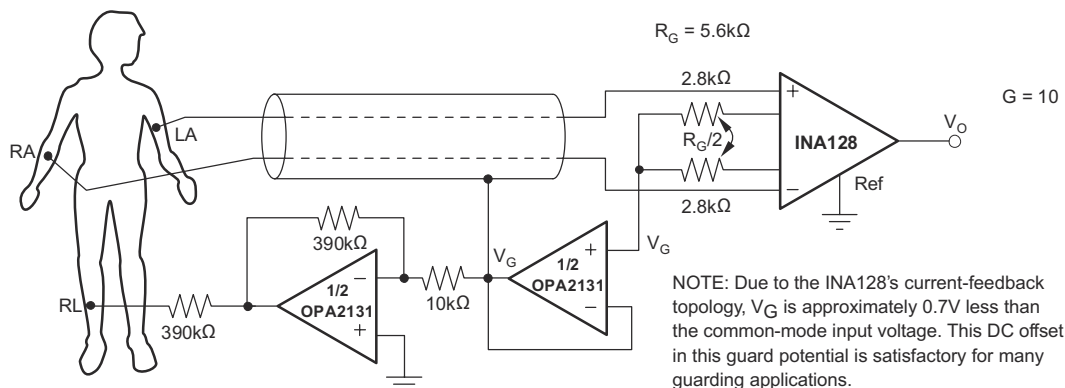 R_G = 5.6kΩ
2.8kΩ
G = 10
LA
RA
+
INA128
V_O
R_G/2
−
Ref
2.8kΩ
390kΩ
V_G
+
V_G
1/2
OPA2131
−
−
1/2
OPA2131
+
10kΩ
RL
390kΩ
NOTE: Due to the INA128's current-feedback
topology, V_G is approximately 0.7V less than
the common-mode input voltage. This DC offset
in this guard potential is satisfactory for many
guarding applications.